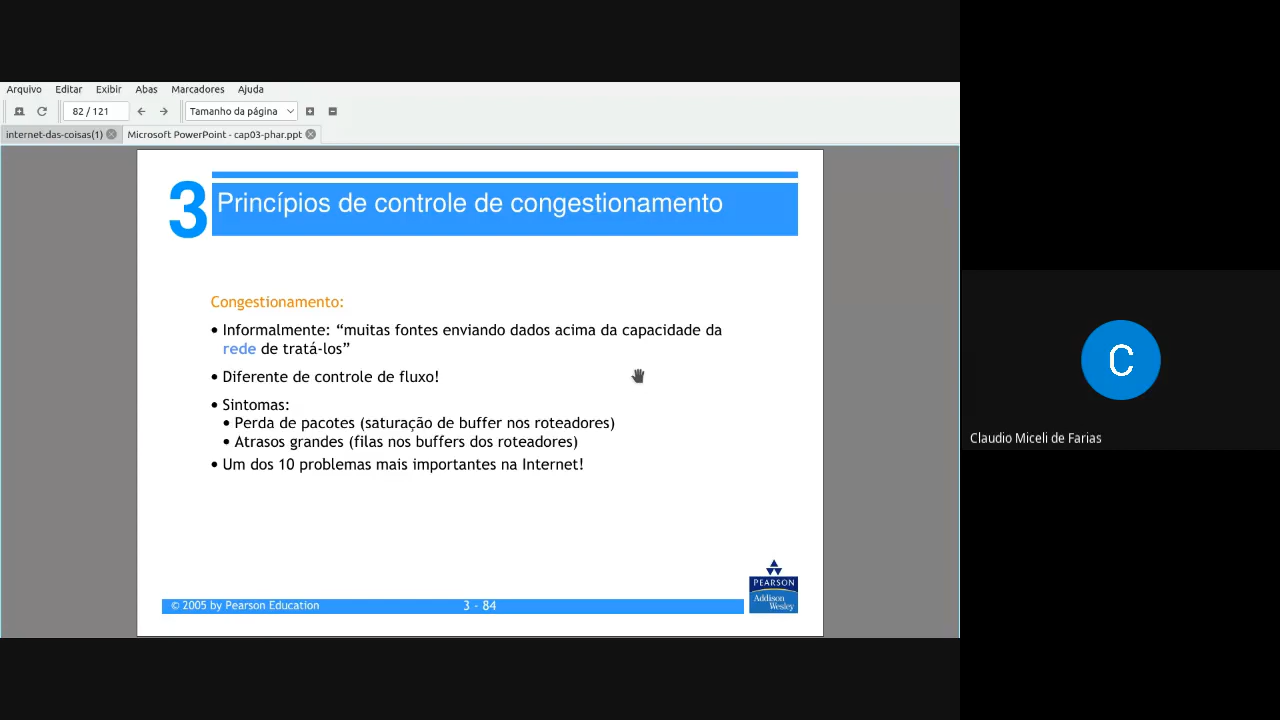 Arquivo Editar Exibir Abas Marcadores Ajuda
82 / 121 Tamanho da página
internet-das-coisas(1) Microsoft PowerPoint - cap03-phar.ppt
3 Princípios de controle de congestionamento
Congestionamento:
• Informalmente: “muitas fontes enviando dados acima da capacidade da
rede de tratá-los”
• Diferente de controle de fluxo!
• Sintomas:
• Perda de pacotes (saturação de buffer nos roteadores)
• Atrasos grandes (filas nos buffers dos roteadores)
• Um dos 10 problemas mais importantes na Internet!
PEARSON
Addison
Wesley
© 2005 by Pearson Education 3 - 84
C
Claudio Miceli de Farias